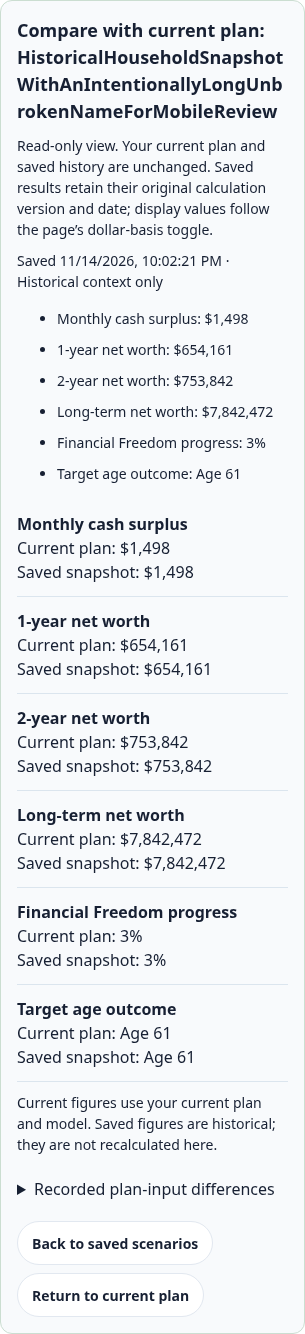 Compare with current plan:
HistoricalHouseholdSnapshot
WithAnIntentionallyLongUnb
rokenNameForMobileReview
Read-only view. Your current plan and
saved history are unchanged. Saved
results retain their original calculation
version and date; display values follow
the page’s dollar-basis toggle.
Saved 11/14/2026, 10:02:21 PM ·
Historical context only
• Monthly cash surplus: $1,498
• 1-year net worth: $654,161
• 2-year net worth: $753,842
• Long-term net worth: $7,842,472
• Financial Freedom progress: 3%
• Target age outcome: Age 61
Monthly cash surplus
Current plan: $1,498
Saved snapshot: $1,498
1-year net worth
Current plan: $654,161
Saved snapshot: $654,161
2-year net worth
Current plan: $753,842
Saved snapshot: $753,842
Long-term net worth
Current plan: $7,842,472
Saved snapshot: $7,842,472
Financial Freedom progress
Current plan: 3%
Saved snapshot: 3%
Target age outcome
Current plan: Age 61
Saved snapshot: Age 61
Current figures use your current plan
and model. Saved figures are historical;
they are not recalculated here.
▶ Recorded plan-input differences
Back to saved scenarios
Return to current plan